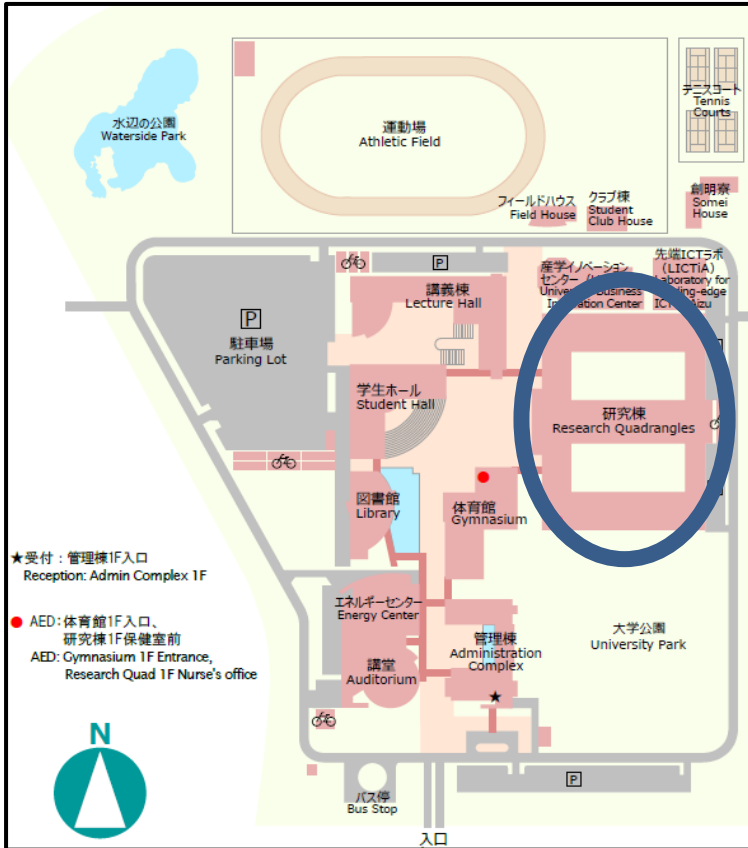 水辺の公園
Waterside Park
運動場
Athletic Field
テニスコート
Tennis
Courts
フィールドハウス
Field House
クラブ棟
Student
Club House
創明寮
Somei
House
P
講義棟
Lecture Hall
産学イノベーション
センター
Business
Center
先端ICTラボ
(LICTiA)
Laboratory for
P
駐車場
Parking Lot
学生ホール
Student Hall
研究棟
Research Quadrangles
図書館
Library
体育館
Gymnasium
★受付：管理棟1F入口
Reception: Admin Complex 1F
● AED：体育館1F入口、
研究棟1F保健室前
AED: Gymnasium 1F Entrance,
Research Quad 1F Nurse's office
エネルギーセンター
Energy Center
管理棟
Administration
Complex
大学公園
University Park
講堂
Auditorium
★
N
バス停
Bus Stop
P
入口